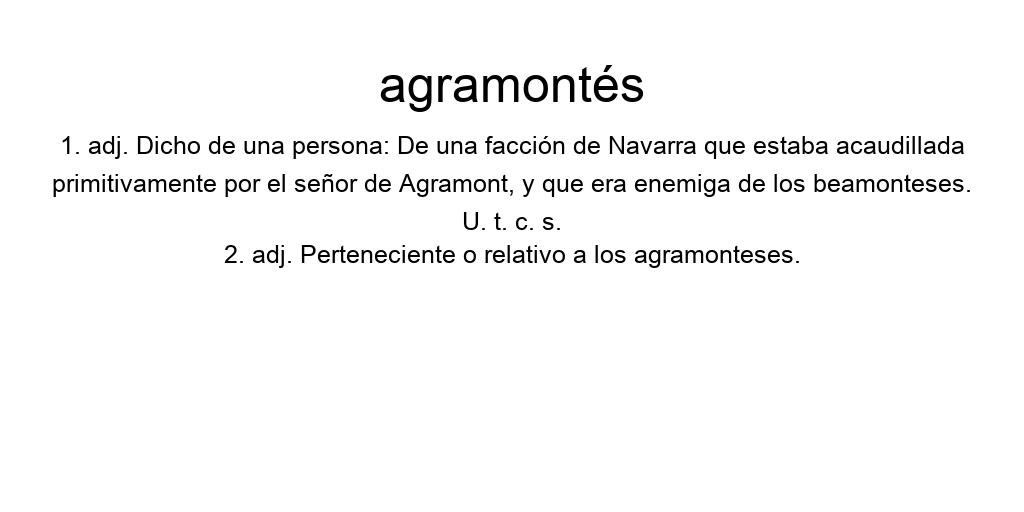 agramontés
1. adj. Dicho de una persona: De una facción de Navarra que estaba acaudillada
primitivamente por el señor de Agramont, y que era enemiga de los beamonteses.
U. t. c. s.
2. adj. Perteneciente o relativo a los agramonteses.